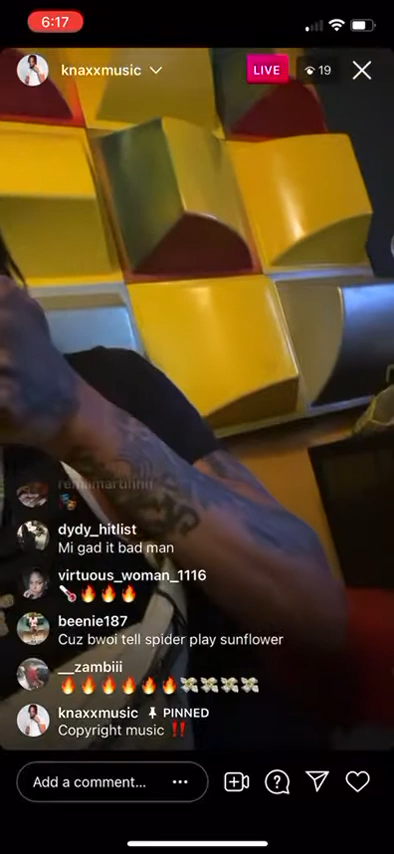 6:17
knaxxmusic
LIVE
19
dydy_hitlist
Mi gad it bad man
virtuous_woman_1116
beenie187
Cuz bwoi tell spider play sunflower
__zambiii
knaxxmusic PINNED
Copyright music ‼️
Add a comment...